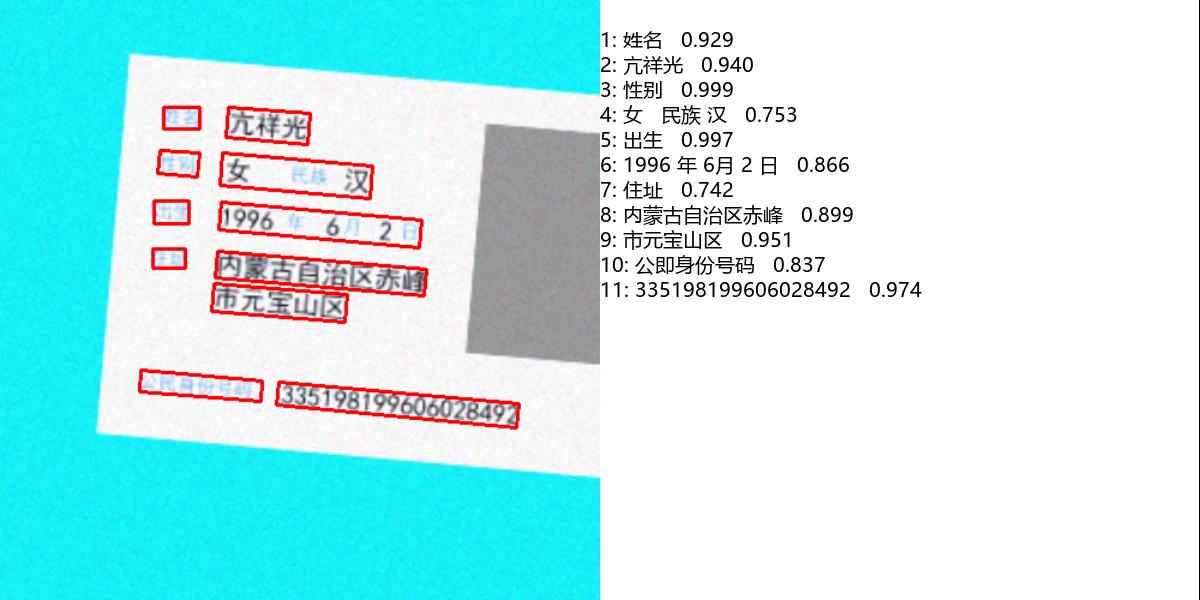 姓名 亢祥光
性别 女 民族 汉
出生 1996 年 6 月 2 日
住址 内蒙古自治区赤峰
市元宝山区
公民身份号码 335198199606028492
1: 姓名 0.929
2: 亢祥光 0.940
3: 性别 0.999
4: 女 民族 汉 0.753
5: 出生 0.997
6: 1996 年 6月 2 日 0.866
7: 住址 0.742
8: 内蒙古自治区赤峰 0.899
9: 市元宝山区 0.951
10: 公即身份号码 0.837
11: 335198199606028492 0.974